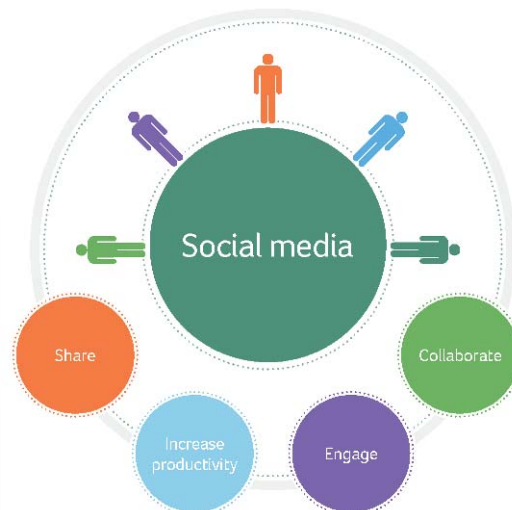 Social media
Share
Collaborate
Increase
productivity
Engage